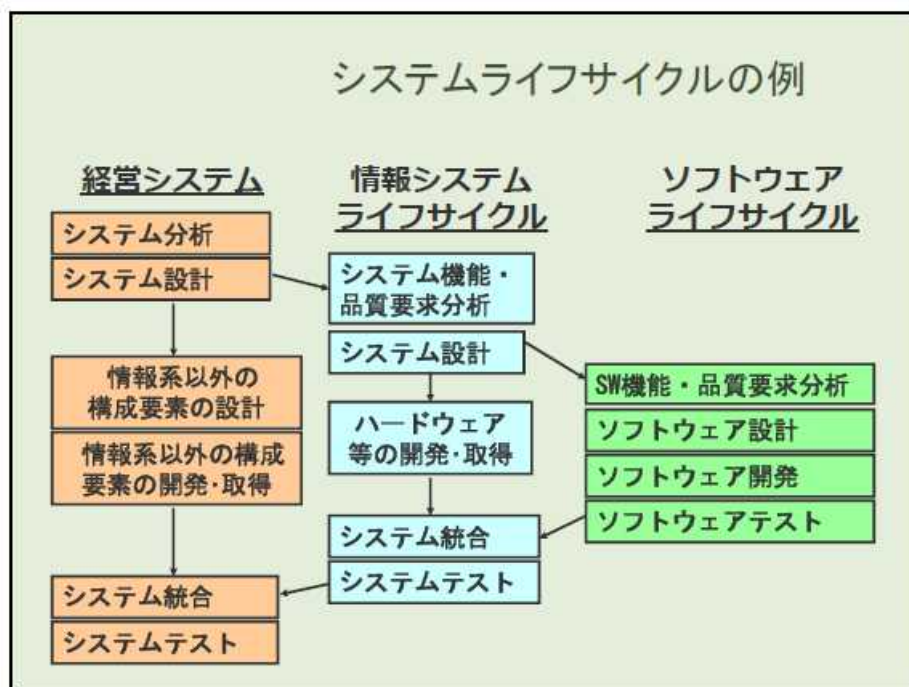 システムライフサイクルの例
経営システム
システム分析
システム設計
情報系以外の
構成要素の設計
情報系以外の構成
要素の開発･取得
システム統合
システムテスト
情報システム
ライフサイクル
システム機能・
品質要求分析
システム設計
ハードウェア
等の開発･取得
システム統合
システムテスト
ソフトウェア
ライフサイクル
SW機能・品質要求分析
ソフトウェア設計
ソフトウェア開発
ソフトウェアテスト